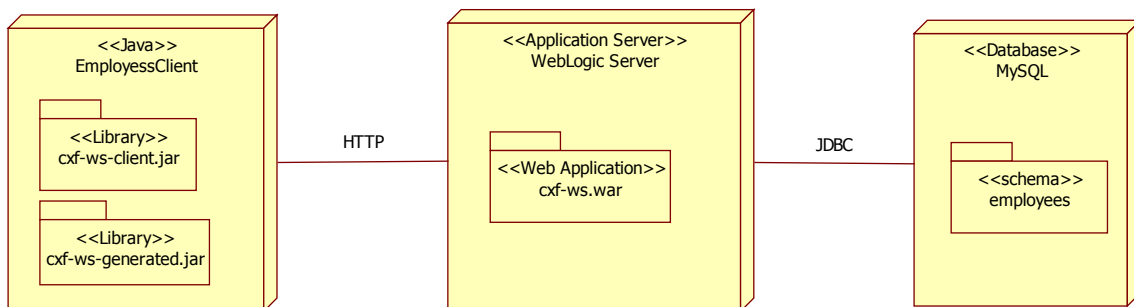 <<Java>>
EmployessClient
<<Library>>
cxf-ws-client.jar
<<Library>>
cxf-ws-generated.jar
HTTP
<<Application Server>>
WebLogic Server
<<Web Application>>
cxf-ws.war
JDBC
<<Database>>
MySQL
<<schema>>
employees